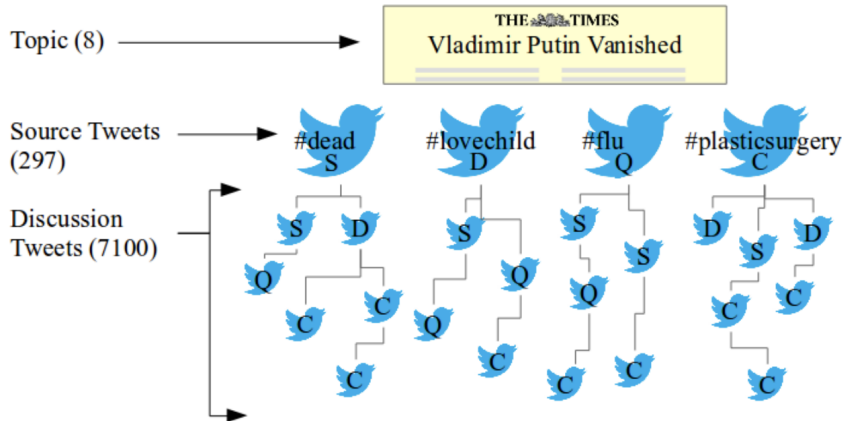 THE TIMES
Topic (8)
Vladimir Putin Vanished
Source Tweets
(297)
#dead
S
#lovechild
D
#flu
Q
#plasticsurgery
C
Discussion
Tweets (7100)
S D S S D D
S S
Q Q Q
C C C C
Q C
C C C C